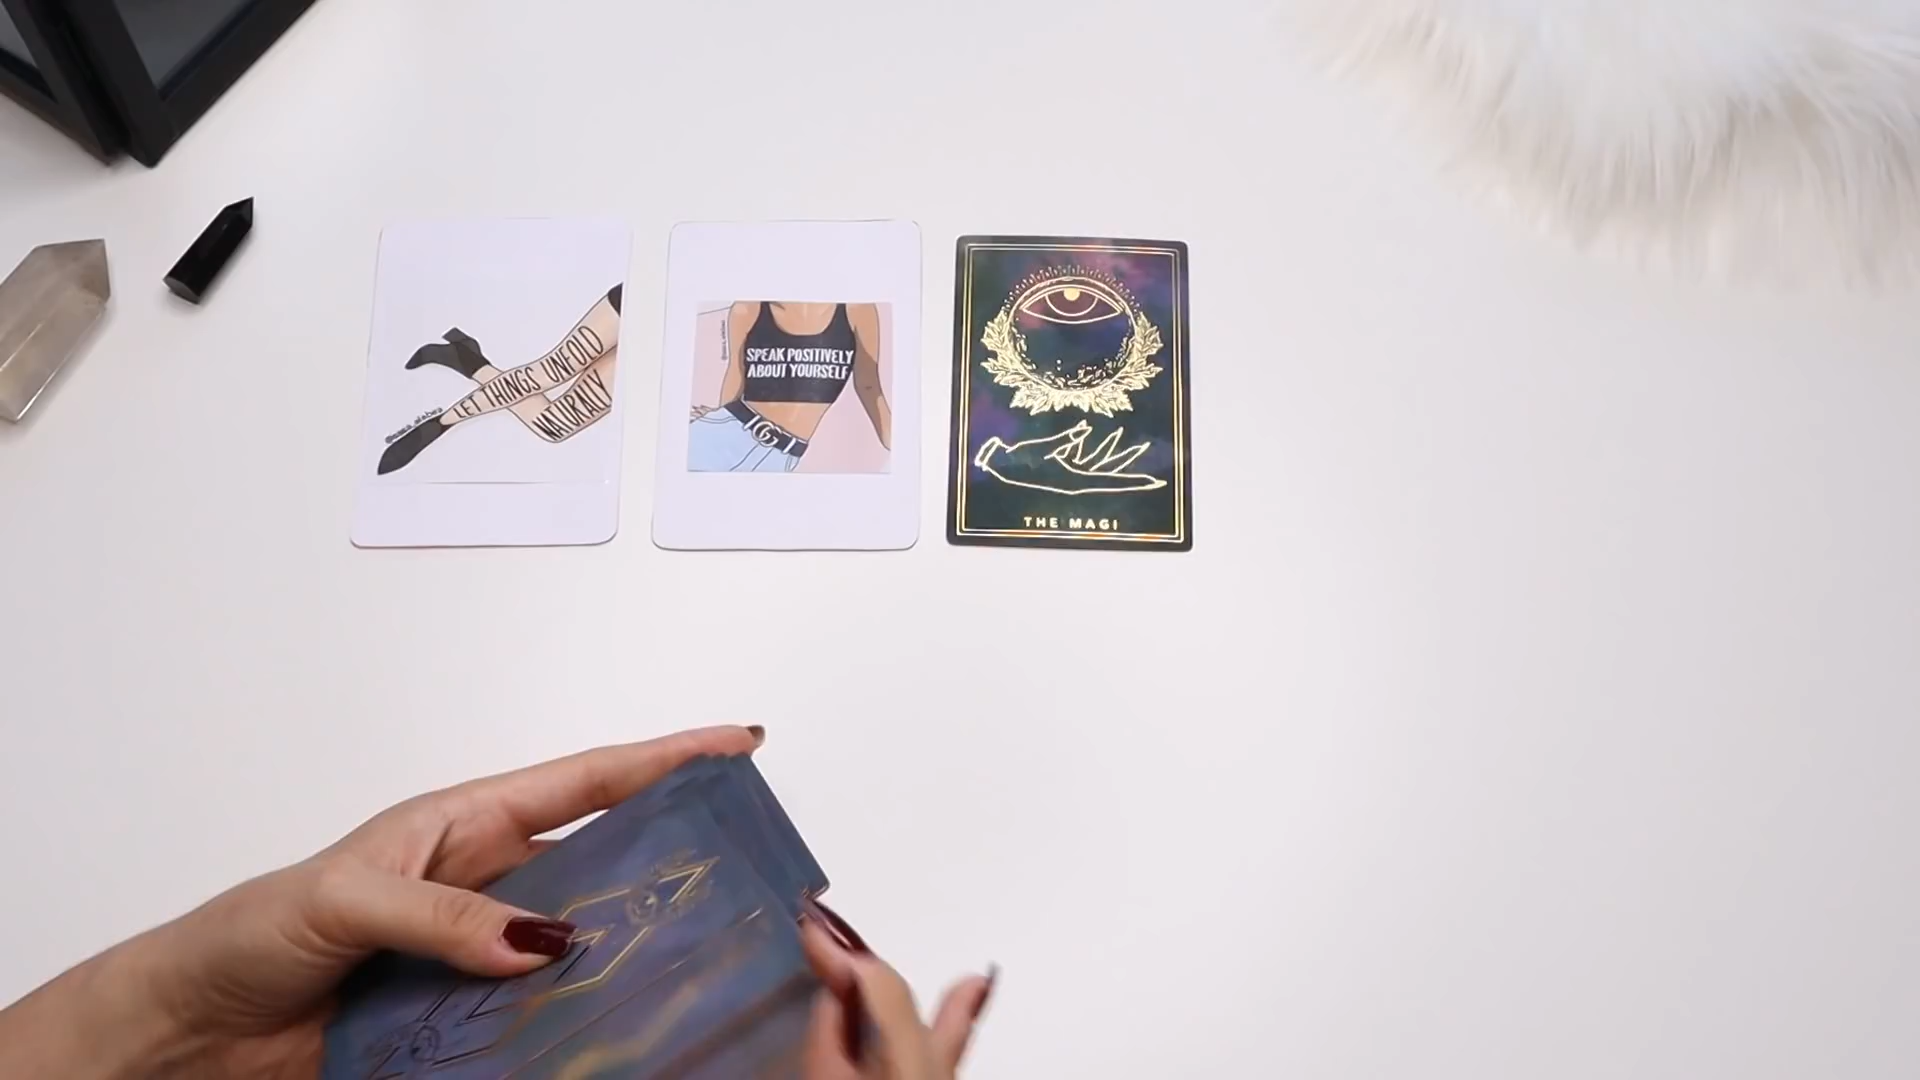 LET THINGS UNFOLD
NATURALLY
SPEAK POSITIVELY
ABOUT YOURSELF
THE MAGI